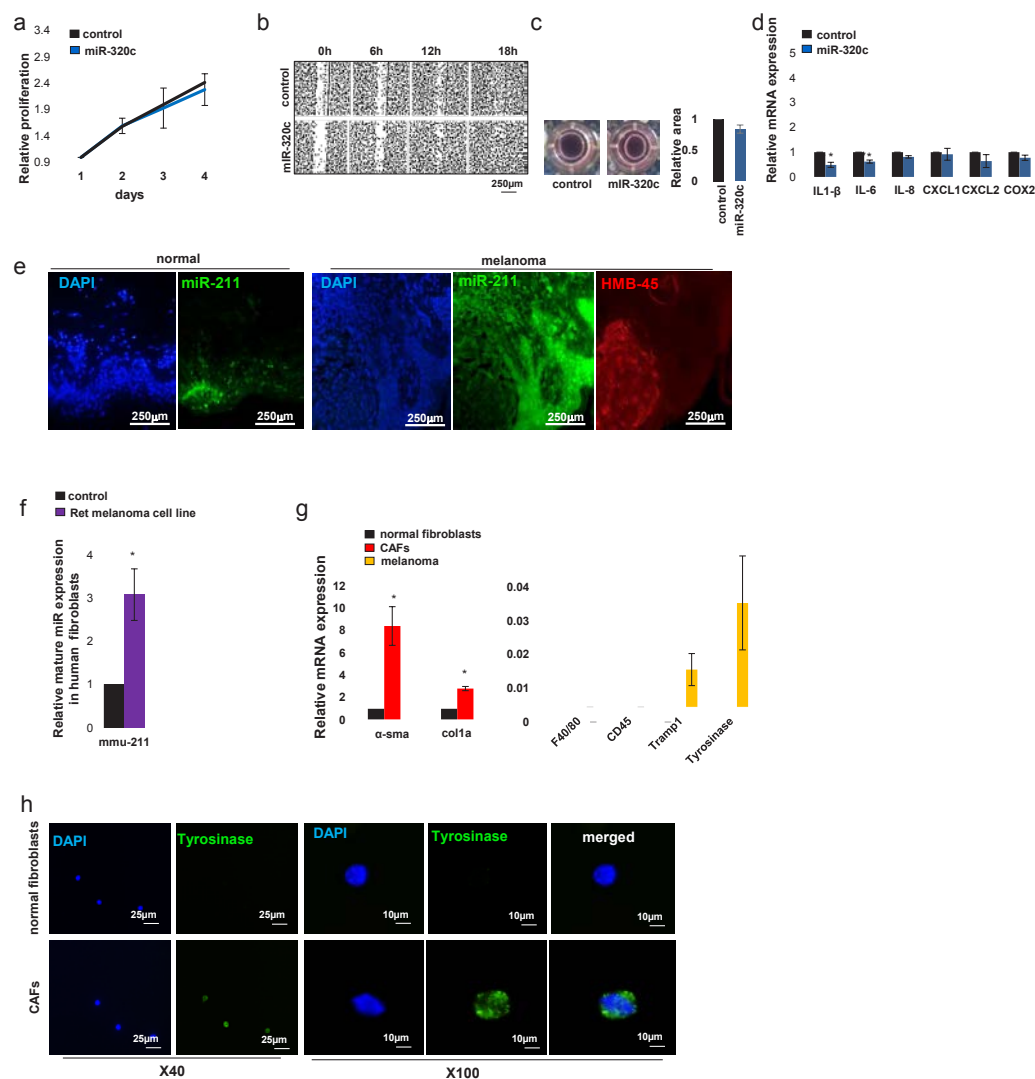 a
Relative proliferation
3.4
2.9
2.4
1.9
1.4
0.9
1 2 3 4
days
control
miR-320c
b
0h 6h 12h 18h
control
miR-320c
250μm
c
control mIR-320c
Relative area
1
0.5
0
control
miR-320c
d
control
miR-320c
Relative mRNA expression
5
4
3
2
1
0
IL1-β IL-6 IL-8 CXCL1 CXCL2 COX2
* *
e
normal melanoma
DAPI miR-211 DAPI miR-211 HMB-45
250μm 250μm 250μm 250μm 250μm
f
control
Ret melanoma cell line
Relative mature miR expression
in human fibroblasts
4
3
2
1
0
*
mmu-211
g
normal fibroblasts
CAFs
melanoma
Relative mRNA expression
12
10
8
6
4
2
0
* *
α-sma col1a
0.04
0.03
0.02
0.01
0
F40/80 CD45 Tramp1 Tyrosinase
h
normal fibroblasts
DAPI Tyrosinase DAPI Tyrosinase merged
25μm 25μm 10μm 10μm 10μm
CAFs
25μm 25μm 10μm 10μm 10μm
X40 X100